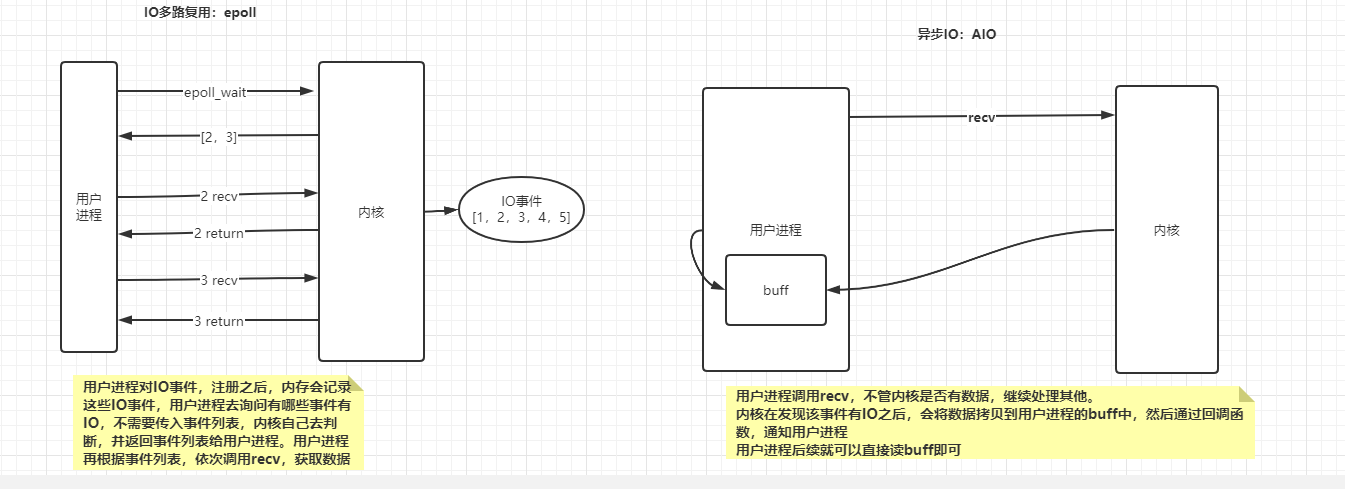 IO多路复用：epoll
用户
进程
epoll_wait
[2，3]
2 recv
2 return
3 recv
3 return
内核
IO事件
[1，2，3，4，5]
用户进程对IO事件，注册之后，内存会记录
这些IO事件，用户进程去询问有哪些事件有
IO，不需要传入事件列表，内核自己去判
断，并返回事件列表给用户进程。用户进程
再根据事件列表，依次调用recv，获取数据
异步IO：AIO
recv
用户进程
buff
内核
用户进程调用recv，不管内核是否有数据，继续处理其他。
内核在发现该事件有IO之后，会将数据拷贝到用户进程的buff中，然后通过回调函
数，通知用户进程
用户进程后续就可以直接读buff即可